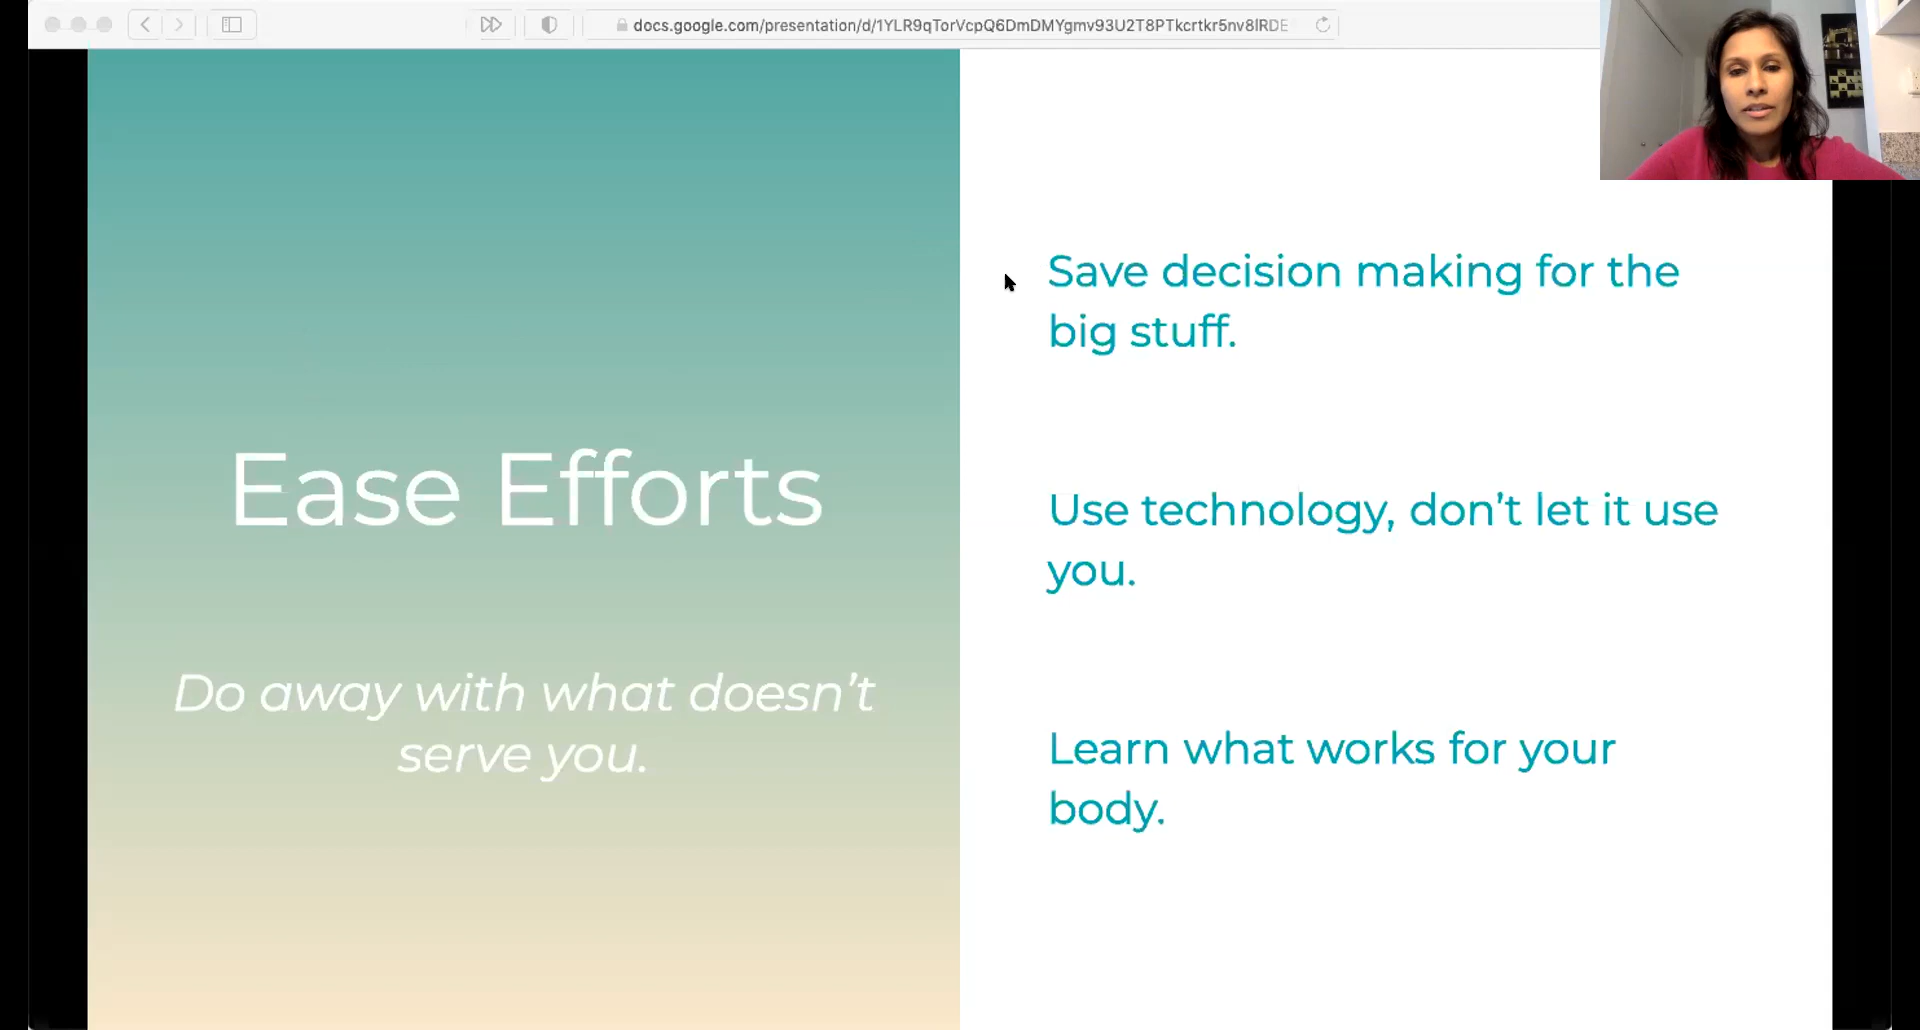 docs.google.com/presentation/d/1YLR9qTorVcpQ6DmDMYgmv93U2T8PTkcrtkr5nv8lRDE
Ease Efforts
Do away with what doesn’t
serve you.
Save decision making for the
big stuff.
Use technology, don’t let it use
you.
Learn what works for your
body.